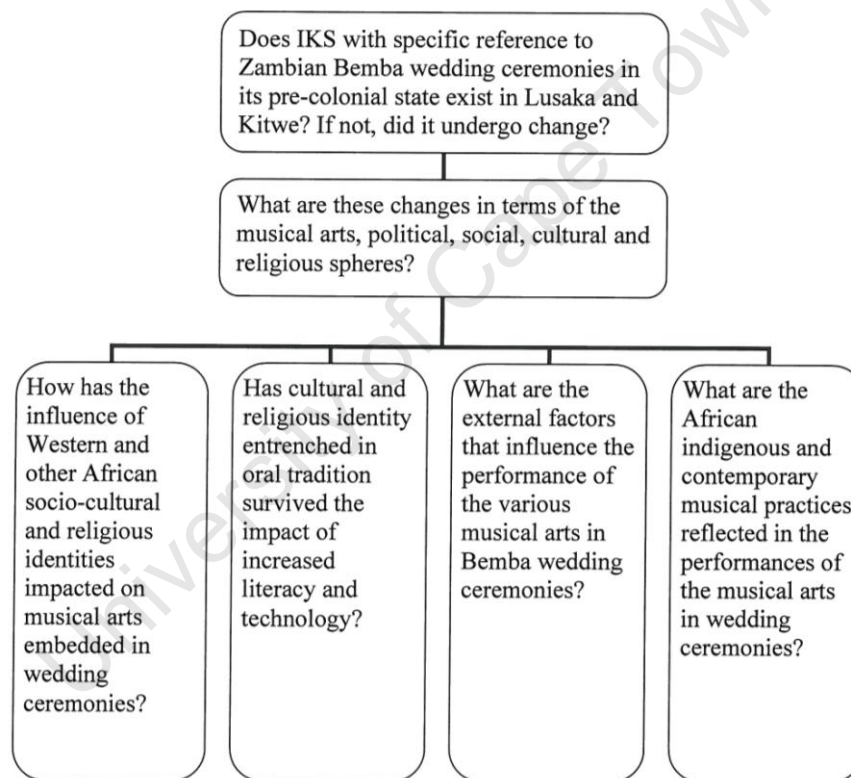 Does IKS with specific reference to
Zambian Bemba wedding ceremonies in
its pre-colonial state exist in Lusaka and
Kitwe? If not, did it undergo change?
What are these changes in terms of the
musical arts, political, social, cultural and
religious spheres?
How has the
influence of
Western and
other African
socio-cultural
and religious
identities
impacted on
musical arts
embedded in
wedding
ceremonies?
Has cultural and
religious identity
entrenched in
oral tradition
survived the
impact of
increased
literacy and
technology?
What are the
external factors
that influence the
performance of
the various
musical arts in
Bemba wedding
ceremonies?
What are the
African
indigenous and
contemporary
musical practices
reflected in the
performances of
the musical arts
in wedding
ceremonies?
University of Cape Town